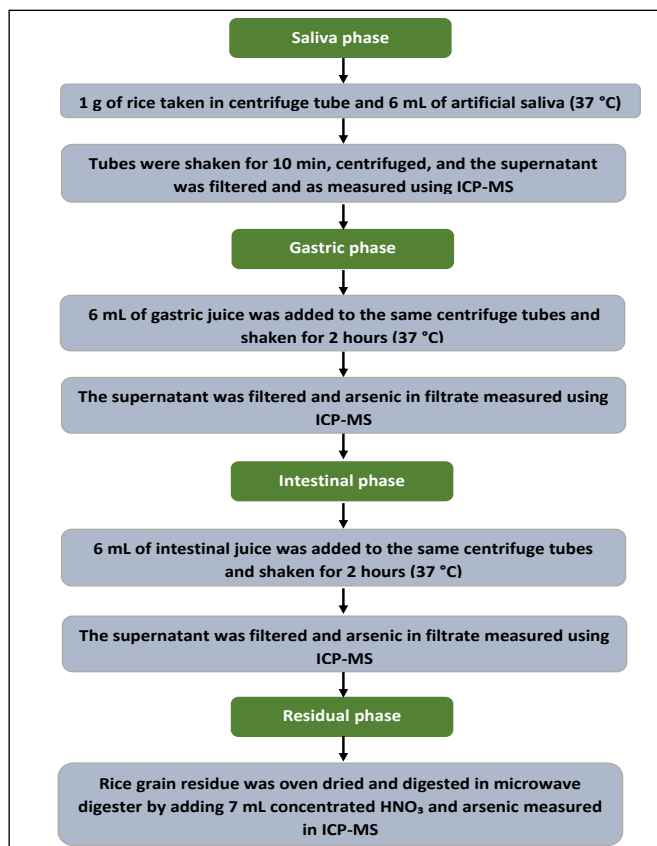 Saliva phase
1 g of rice taken in centrifuge tube and 6 mL of artificial saliva (37 °C)
Tubes were shaken for 10 min, centrifuged, and the supernatant
was filtered and as measured using ICP-MS
Gastric phase
6 mL of gastric juice was added to the same centrifuge tubes and
shaken for 2 hours (37 °C)
The supernatant was filtered and arsenic in filtrate measured using
ICP-MS
Intestinal phase
6 mL of intestinal juice was added to the same centrifuge tubes
and shaken for 2 hours (37 °C)
The supernatant was filtered and arsenic in filtrate measured using
ICP-MS
Residual phase
Rice grain residue was oven dried and digested in microwave
digester by adding 7 mL concentrated HNO₃ and arsenic measured
in ICP-MS